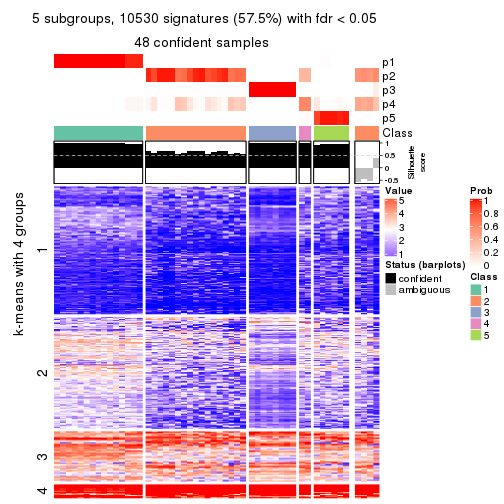 5 subgroups, 10530 signatures (57.5%) with fdr < 0.05
48 confident samples
p1
p2
p3
p4
p5
Class
1
0.5
0
-0.5
Silhouette
score
k-means with 4 groups
1
2
3
4
Value
5
4
3
2
1
Status (barplots)
confident
ambiguous
Prob
1
0.8
0.6
0.4
0.2
0
Class
1
2
3
4
5